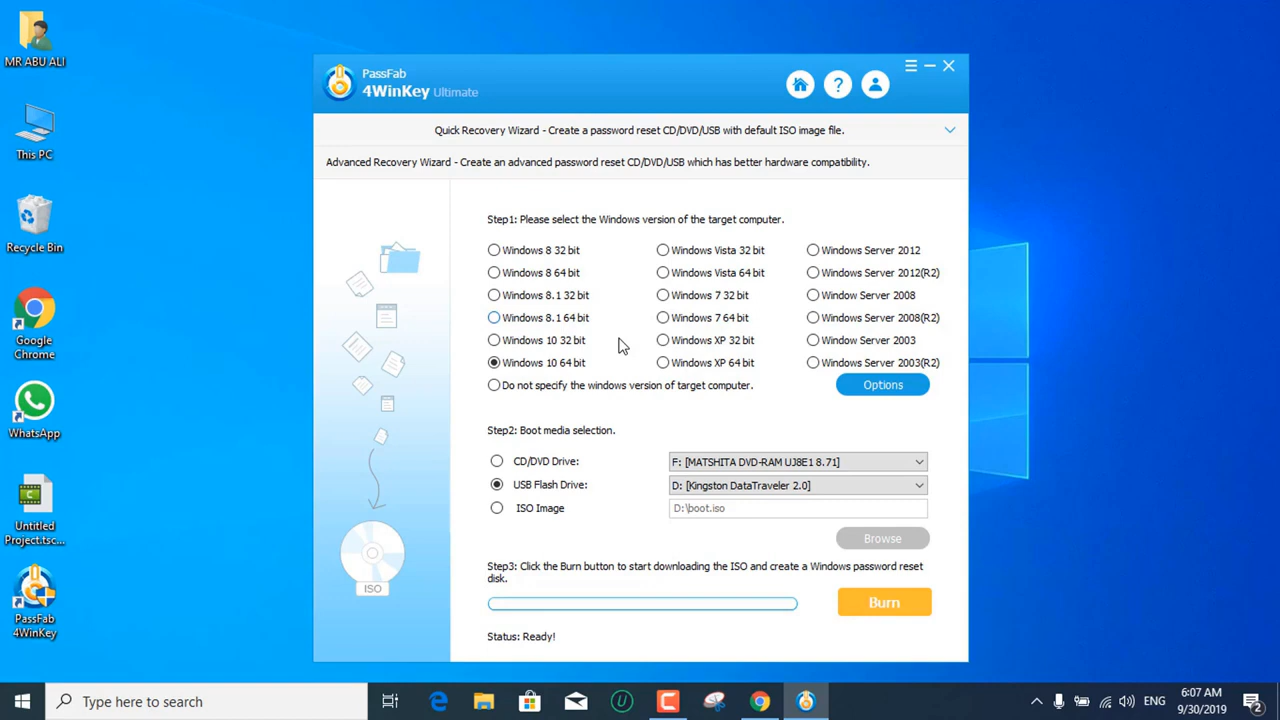 MR ABU ALI
This PC
Recycle Bin
Google
Chrome
WhatsApp
Untitled
Project.tsc...
PassFab
4WinKey
PassFab
4WinKey Ultimate
Quick Recovery Wizard - Create a password reset CD/DVD/USB with default ISO image file.
Advanced Recovery Wizard - Create an advanced password reset CD/DVD/USB which has better hardware compatibility.
ISO
Step1: Please select the Windows version of the target computer.
Windows 8 32 bit Windows Vista 32 bit Windows Server 2012
Windows 8 64 bit Windows Vista 64 bit Windows Server 2012(R2)
Windows 8.1 32 bit Windows 7 32 bit Window Server 2008
Windows 8.1 64 bit Windows 7 64 bit Windows Server 2008(R2)
Windows 10 32 bit Windows XP 32 bit Window Server 2003
Windows 10 64 bit Windows XP 64 bit Windows Server 2003(R2)
Do not specify the windows version of target computer. Options
Step2: Boot media selection.
CD/DVD Drive: F: [MATSHITA DVD-RAM UJ8E1 8.71]
USB Flash Drive: D: [Kingston DataTraveler 2.0]
ISO Image D:\boot.iso
Browse
Step3: Click the Burn button to start downloading the ISO and create a Windows password reset
disk.
Burn
Status: Ready!
Type here to search
ENG
6:07 AM
9/30/2019
2